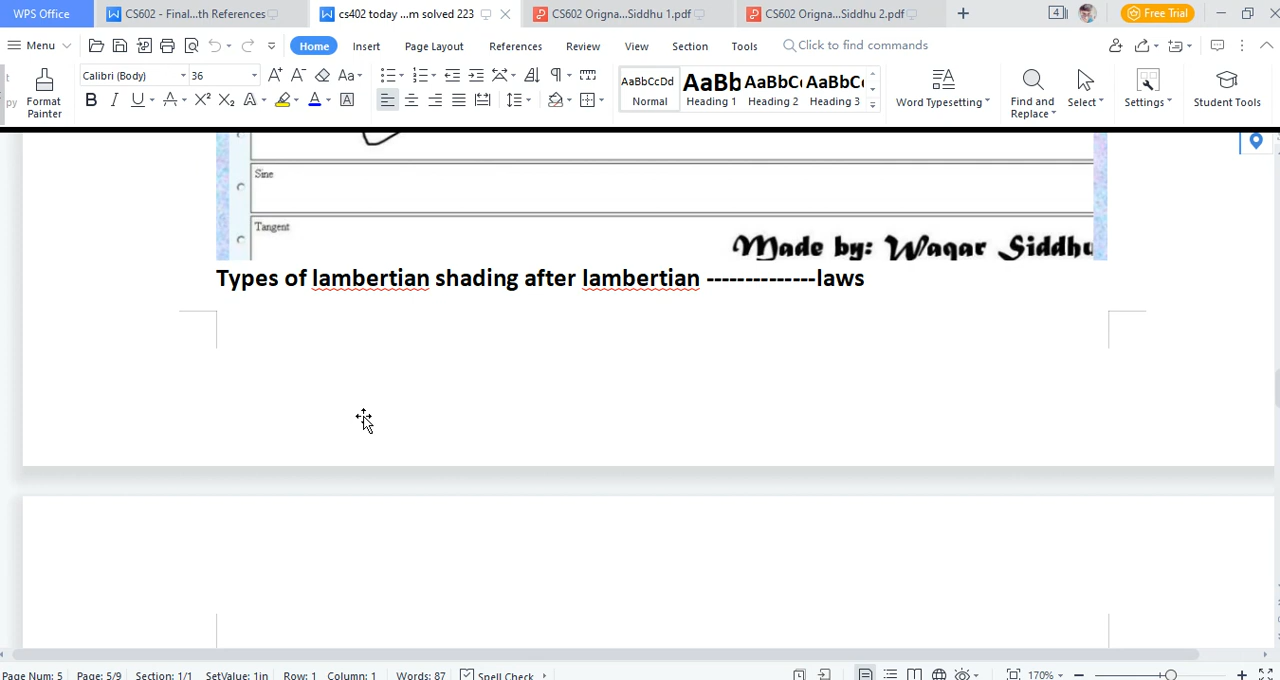 WPS Office
CS602 - Final...th References
cs402 today ...m solved 223
CS602 Origna...Siddhu 1.pdf
CS602 Origna...Siddhu 2.pdf
4
Free Trial
Menu
Home
Insert
Page Layout
References
Review
View
Section
Tools
Click to find commands
Format
Painter
Calibri (Body)
36
AaBbCcDd
Normal
AaBb
Heading 1
AaBbC
Heading 2
AaBbC
Heading 3
Word Typesetting
Find and
Replace
Select
Settings
Student Tools
Sine
Tangent
Made by: Waqar Siddhu
Types of lambertian shading after lambertian --------------laws
Page Num: 5
Page: 5/9
Section: 1/1
SetValue: 1in
Row: 1
Column: 1
Words: 87
Spell Check
170%